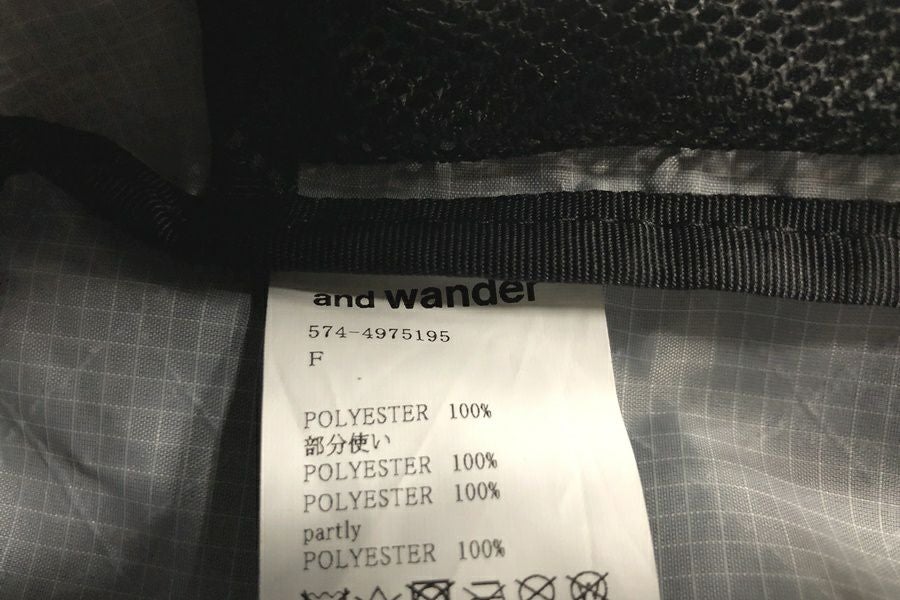 and wander
574-4975195
F
POLYESTER 100%
部分使い
POLYESTER 100%
POLYESTER 100%
partly
POLYESTER 100%